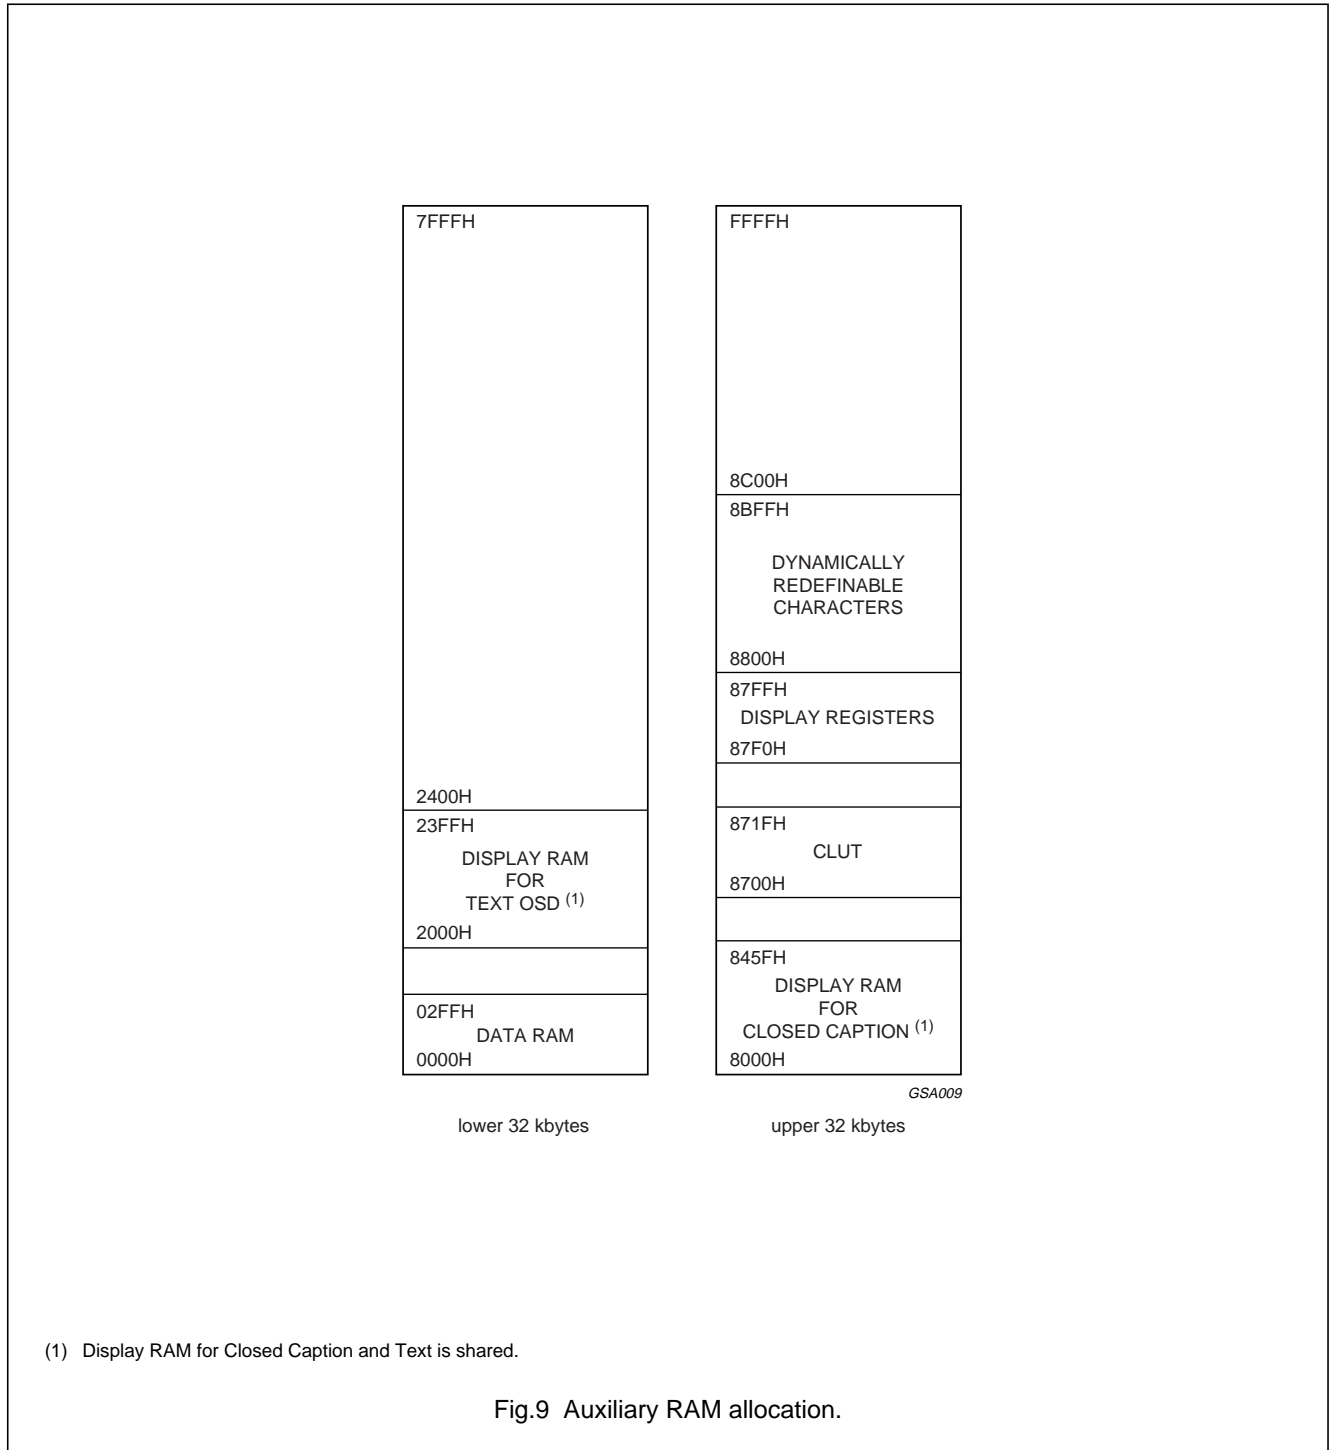 7FFFH
2400H
23FFH
DISPLAY RAM
FOR
TEXT OSD (1)
2000H
02FFH
DATA RAM
0000H
lower 32 kbytes
FFFFH
8C00H
8BFFH
DYNAMICALLY
REDEFINABLE
CHARACTERS
8800H
87FFH
DISPLAY REGISTERS
87F0H
871FH
CLUT
8700H
845FH
DISPLAY RAM
FOR
CLOSED CAPTION (1)
8000H
GSA009
upper 32 kbytes
(1) Display RAM for Closed Caption and Text is shared.
Fig.9 Auxiliary RAM allocation.